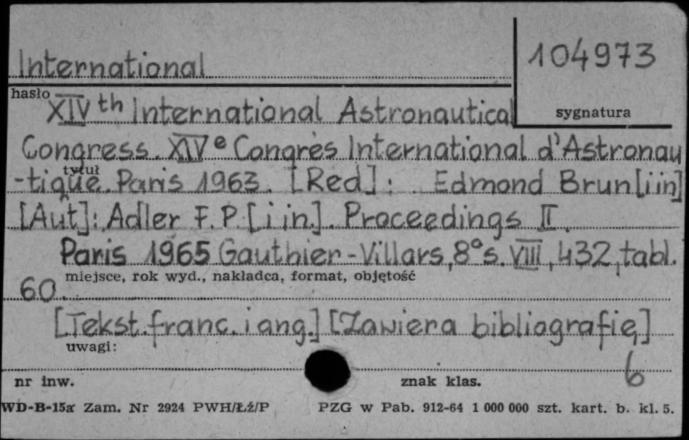 International
104973
hasło
XIVth International Astronautical
sygnatura
Congress. XIVe Congrès International d'Astronau
tytuł
-tique. Paris 1963. [Red]: Edmond Brun [i in]
[Aut]: Adler F. P. [i in]. Proceedings II.
Paris 1965 Gauthier-Villars, 8° s. VIII, 432, tabl.
miejsce, rok wyd., nakładca, format, objętość
60.
[Tekst. franc. i ang.] [Zawiera bibliografię]
uwagi:
6
nr inw.
znak klas.
WD-B-15a Zam. Nr 2924 PWH/Łź/P
PZG w Pab. 912-64 1 000 000 szt. kart. b. kl. 5.